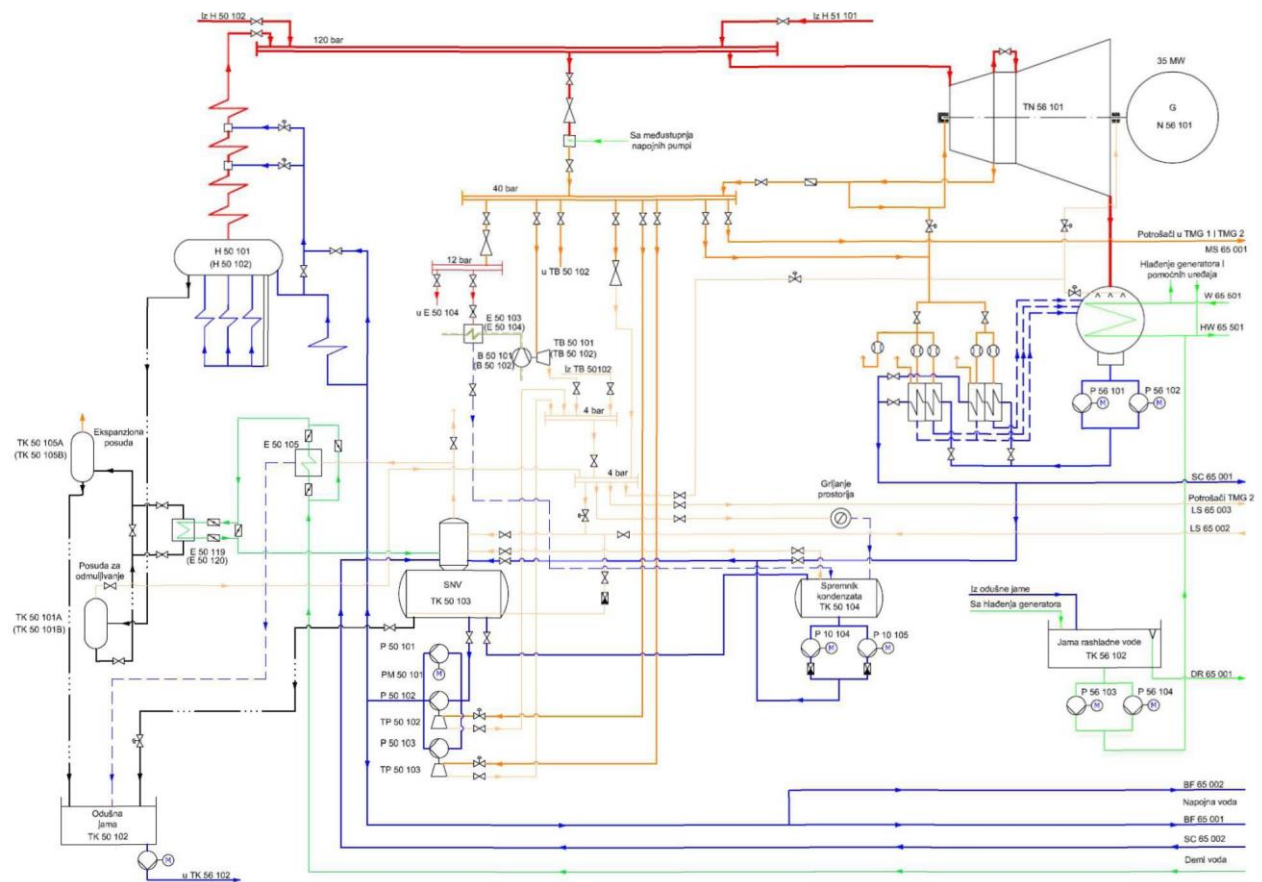 Iz H 50 102
Iz H 51 101
120 bar
35 MW
TN 56 101
G
N 56 101
Sa međustupnja
napojnih pumpi
40 bar
H 50 101
(H 50 102)
12 bar
u TB 50 102
u E 50 104
E 50 103
(E 50 104)
TB 50 101
(TB 50 102)
B 50 101
(B 50 102)
Iz TB 50102
4 bar
4 bar
Potrošači u TMG 1 I TMG 2
MS 65 001
Hlađenje generatora I
pomoćnih uređaja
W 65 501
HW 65 501
P 56 101
M
P 56 102
M
TK 50 105A
(TK 50 105B)
Ekspanziona
posuda
E 50 105
SC 65 001
Potrošači TMG 2
LS 65 003
LS 65 002
Grijanje
prostorija
E 50 119
(E 50 120)
Posuda za
odmuljivanje
TK 50 101A
(TK 50 101B)
SNV
TK 50 103
Spremnik
kondenzata
TK 50 104
P 10 104
M
P 10 105
M
Iz odušne jame
Sa hlađenja generatora
Jama rashladne vode
TK 56 102
DR 65 001
P 56 103
M
P 56 104
M
P 50 101
M
PM 50 101
P 50 102
TP 50 102
P 50 103
TP 50 103
Odušna
jama
TK 50 102
M
u TK 56 102
BF 65 002
Napojna voda
BF 65 001
SC 65 002
Demi voda